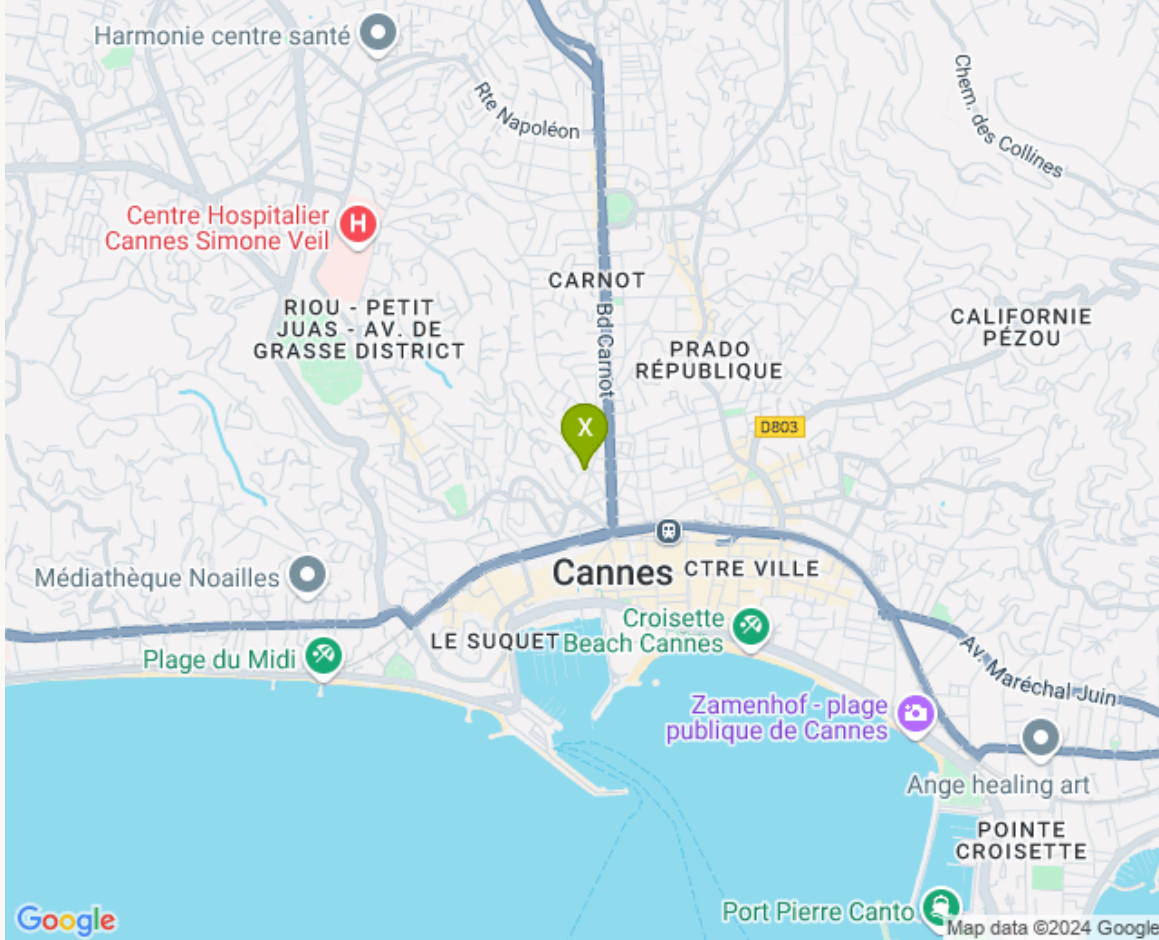 Harmonie centre santé
Rte Napoléon
Chem. des Collines
Centre Hospitalier
Cannes Simone Veil
H
CARNOT
Bd Carnot
RIOU - PETIT
JUAS - AV. DE
GRASSE DISTRICT
CALIFORNIE
PÉZOU
PRADO
RÉPUBLIQUE
X
D803
Médiathèque Noailles
Cannes
CTRE VILLE
Croisette
Beach Cannes
LE SUQUET
Plage du Midi
Av. Maréchal Juin
Zamenhof - plage
publique de Cannes
Ange healing art
POINTE
CROISETTE
Port Pierre Canto
Google
Map data ©2024 Google